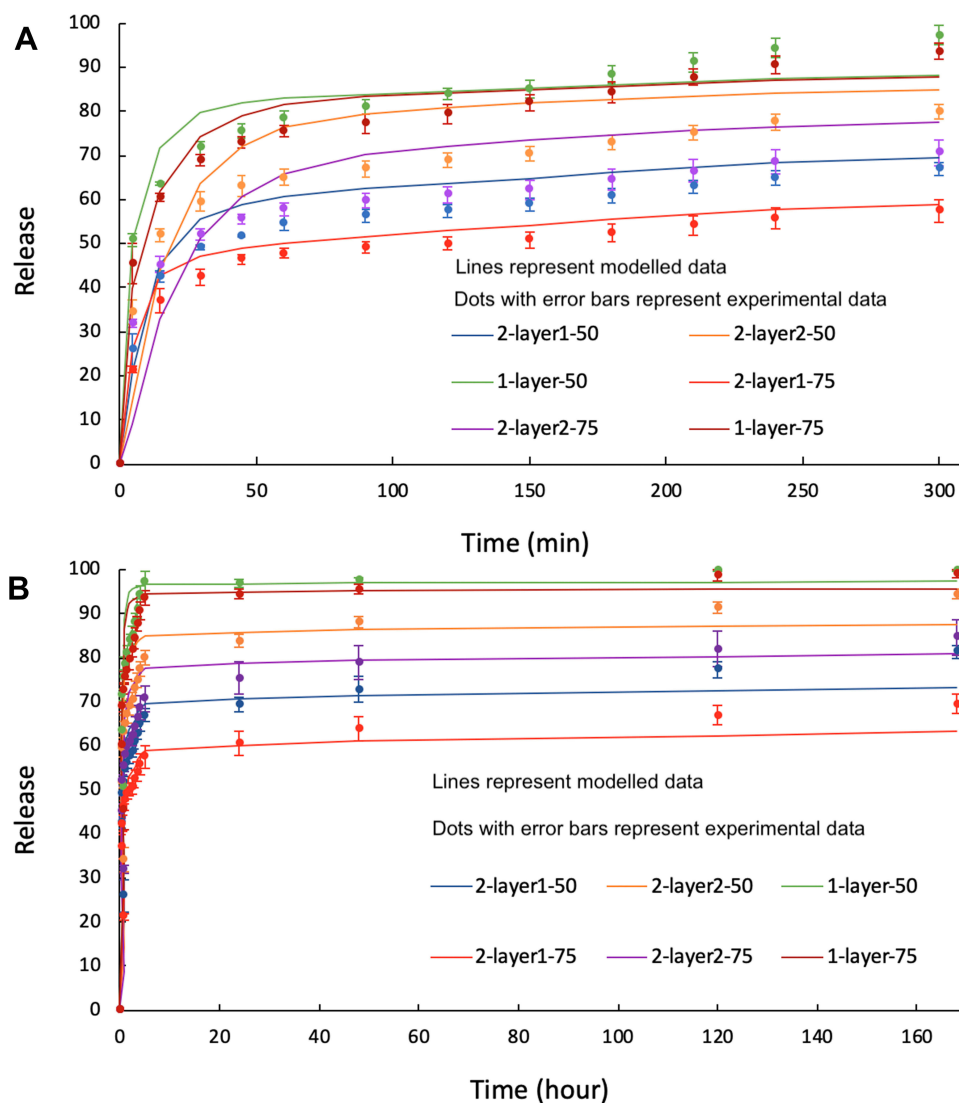 A
100
90
80
70
60
50
40
30
20
10
0
Release
Lines represent modelled data
Dots with error bars represent experimental data
2-layer1-50
2-layer2-50
1-layer-50
2-layer1-75
2-layer2-75
1-layer-75
0
50
100
150
200
250
300
Time (min)
B
100
90
80
70
60
50
40
30
20
10
0
Release
Lines represent modelled data
Dots with error bars represent experimental data
2-layer1-50
2-layer2-50
1-layer-50
2-layer1-75
2-layer2-75
1-layer-75
0
20
40
60
80
100
120
140
160
Time (hour)